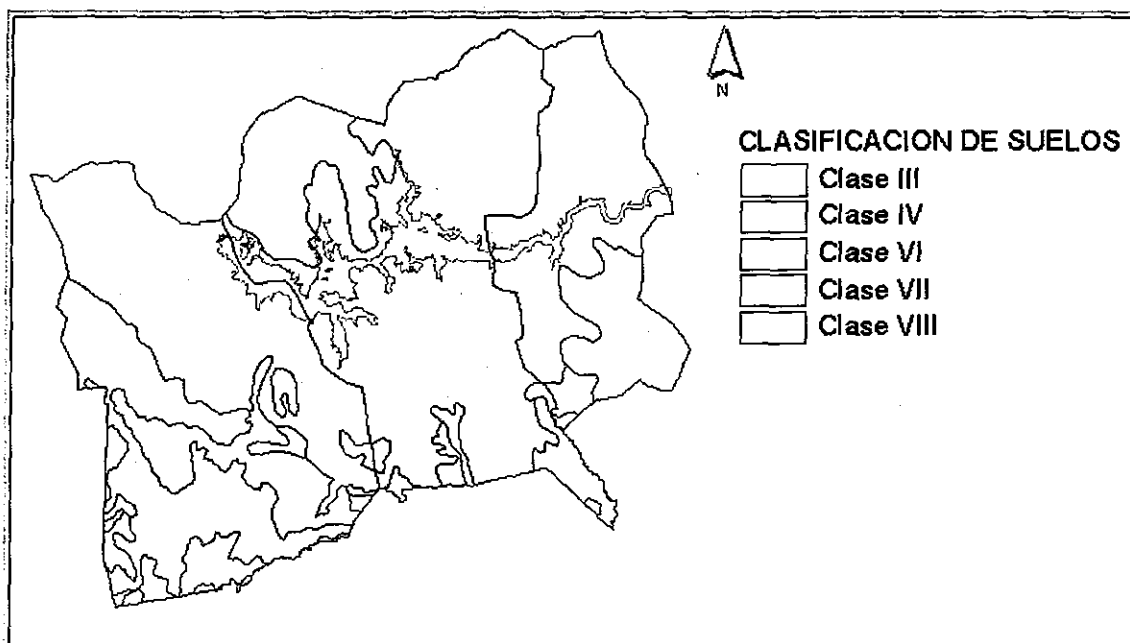 N
CLASIFICACION DE SUELOS
Clase III
Clase IV
Clase VI
Clase VII
Clase VIII